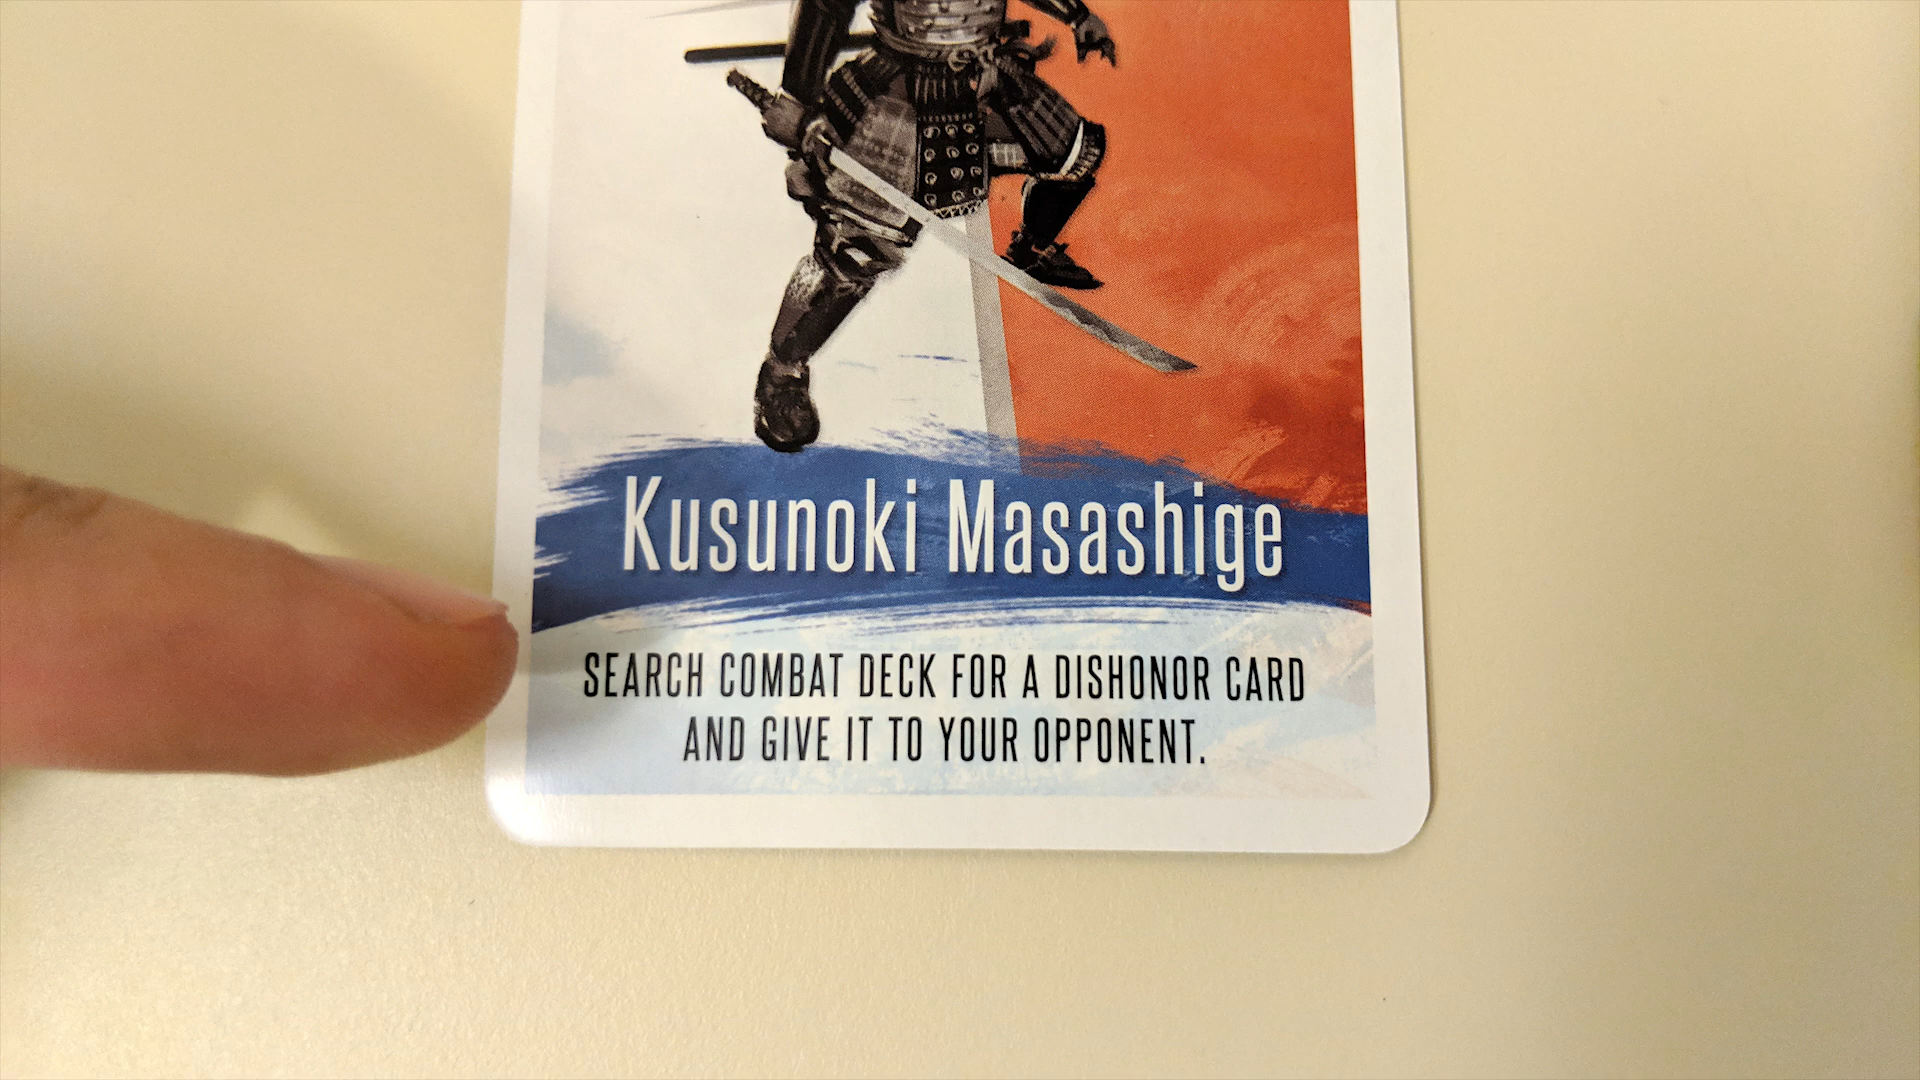 Kusunoki Masashige
SEARCH COMBAT DECK FOR A DISHONOR CARD
AND GIVE IT TO YOUR OPPONENT.